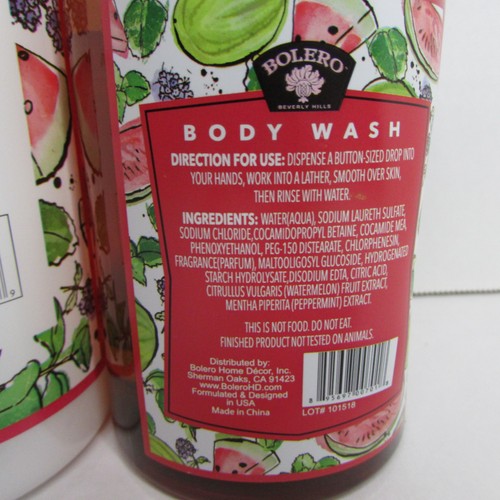 BOLERO
BEVERLY HILLS
BODY WASH
DIRECTION FOR USE: DISPENSE A BUTTON-SIZED DROP INTO
YOUR HANDS, WORK INTO A LATHER, SMOOTH OVER SKIN,
THEN RINSE WITH WATER.
INGREDIENTS: WATER(AQUA), SODIUM LAURETH SULFATE,
SODIUM CHLORIDE, COCAMIDOPROPYL BETAINE, COCAMIDE MEA,
PHENOXYETHANOL, PEG-150 DISTEARATE, CHLORPHENESIN,
FRAGRANCE(PARFUM), MALTOOLIGOSYL GLUCOSIDE, HYDROGENATED
STARCH HYDROLYSATE, DISODIUM EDTA, CITRIC ACID,
CITRULLUS VULGARIS (WATERMELON) FRUIT EXTRACT,
MENTHA PIPERITA (PEPPERMINT) EXTRACT.
THIS IS NOT FOOD. DO NOT EAT.
FINISHED PRODUCT NOT TESTED ON ANIMALS.
Distributed by:
Bolero Home Décor, Inc.
Sherman Oaks, CA 91423
www.BoleroHD.com
Formulated & Designed
in USA
Made in China
LOT# 101518
9